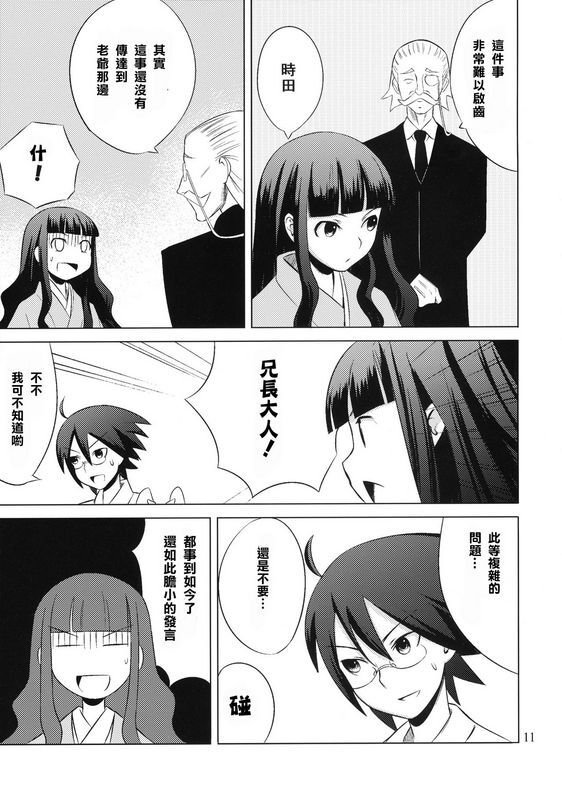 這件事
非常難以啟齒
時田
其實
這事還沒有
傳達到
老爺那邊
什！
兄長大人！
不不
我可不知道喲
此等複雜的
問題…
還是不要…
碰
都事到如今了
還如此膽小的發言
11